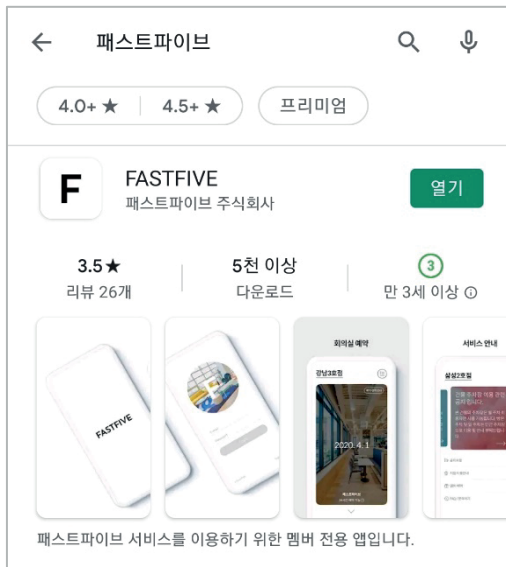 패스트파이브
4.0+ ★ 4.5+ ★ 프리미엄
F
FASTFIVE
패스트파이브 주식회사
열기
3.5★ 5천 이상 3
리뷰 26개 다운로드 만 3세 이상
FASTFIVE
회의실 예약
강남3호점
2020. 4. 1
서비스 안내
삼성2호점
패스트파이브 서비스를 이용하기 위한 멤버 전용 앱입니다.